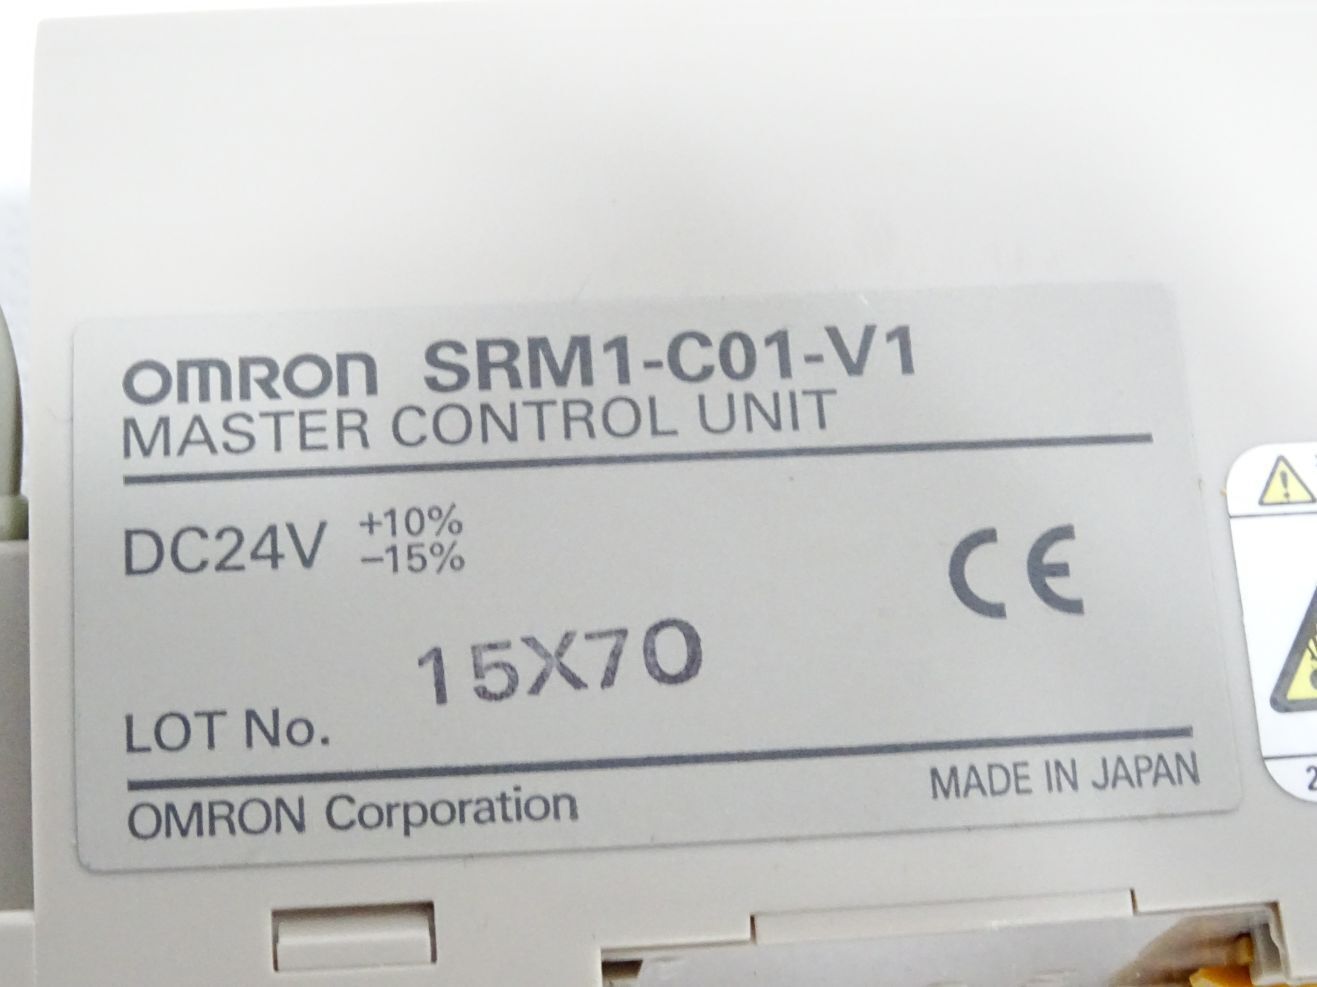 OMRON SRM1-C01-V1
MASTER CONTROL UNIT
DC24V +10%
-15%
CE
15X70
LOT No.
OMRON Corporation
MADE IN JAPAN